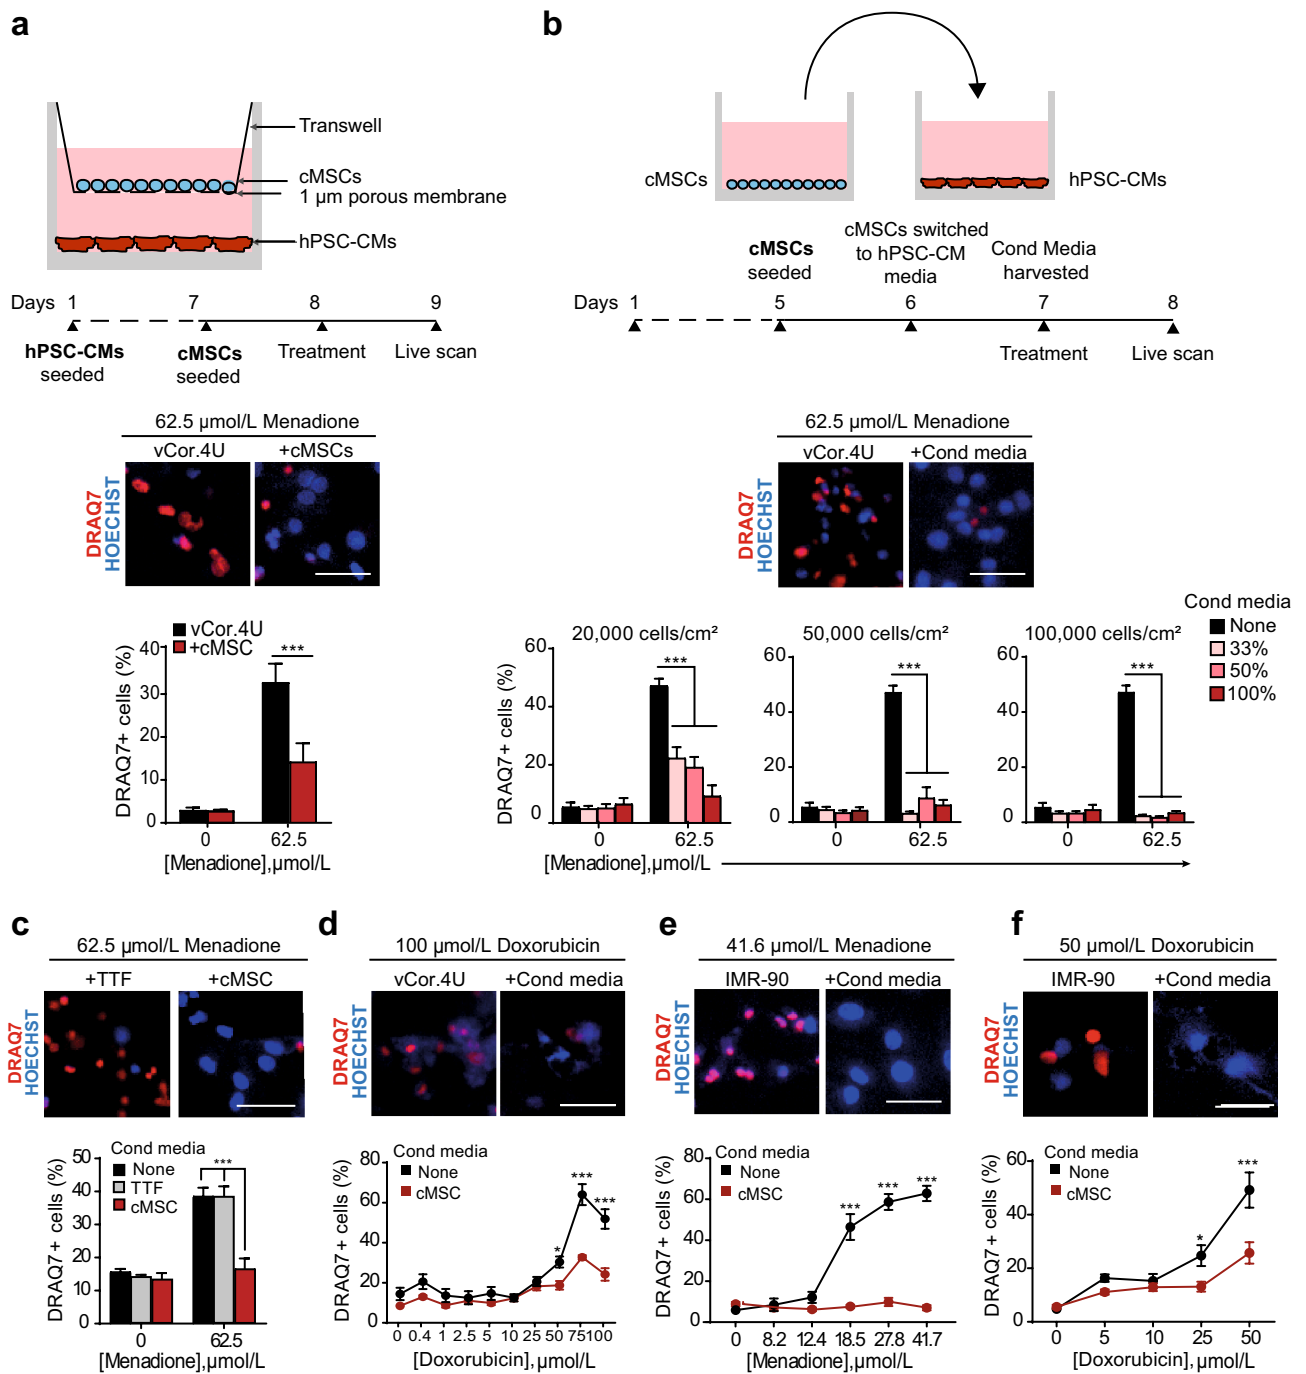 a
Transwell
cMSCs
1 µm porous membrane
hPSC-CMs
Days 1 7 8 9
hPSC-CMs seeded
cMSCs seeded
Treatment
Live scan
62.5 µmol/L Menadione
vCor.4U +cMSCs
DRAQ7
HOECHST
vCor.4U
+cMSC
***
DRAQ7+ cells (%)
40
30
20
10
0
0 62.5
[Menadione],µmol/L
b
cMSCs
hPSC-CMs
cMSCs seeded
cMSCs switched to hPSC-CM media
Cond Media harvested
Days 1 5 6 7 8
Treatment
Live scan
62.5 µmol/L Menadione
vCor.4U +Cond media
DRAQ7
HOECHST
Cond media
None
33%
50%
100%
20,000 cells/cm²
***
DRAQ7+ cells (%)
60
40
20
0
0 62.5
50,000 cells/cm²
***
60
40
20
0
0 62.5
100,000 cells/cm²
***
60
40
20
0
0 62.5
[Menadione],µmol/L
c
62.5 µmol/L Menadione
+TTF +cMSC
DRAQ7
HOECHST
Cond media
None
TTF
cMSC
***
DRAQ7+ cells (%)
50
40
30
20
10
0
0 62.5
[Menadione],µmol/L
d
100 µmol/L Doxorubicin
vCor.4U +Cond media
DRAQ7
HOECHST
Cond media
None
cMSC
* *** ***
DRAQ7+ cells (%)
80
60
40
20
0
0 0.4 1 2.5 5 10 25 50 75 100
[Doxorubicin],µmol/L
e
41.6 µmol/L Menadione
IMR-90 +Cond media
DRAQ7
HOECHST
Cond media
None
cMSC
*** *** ***
DRAQ7+ cells (%)
80
60
40
20
0
0 8.2 12.4 18.5 27.8 41.7
[Menadione],µmol/L
f
50 µmol/L Doxorubicin
IMR-90 +Cond media
DRAQ7
HOECHST
Cond media
None
cMSC
* ***
DRAQ7+ cells (%)
60
40
20
0
0 5 10 25 50
[Doxorubicin],µmol/L